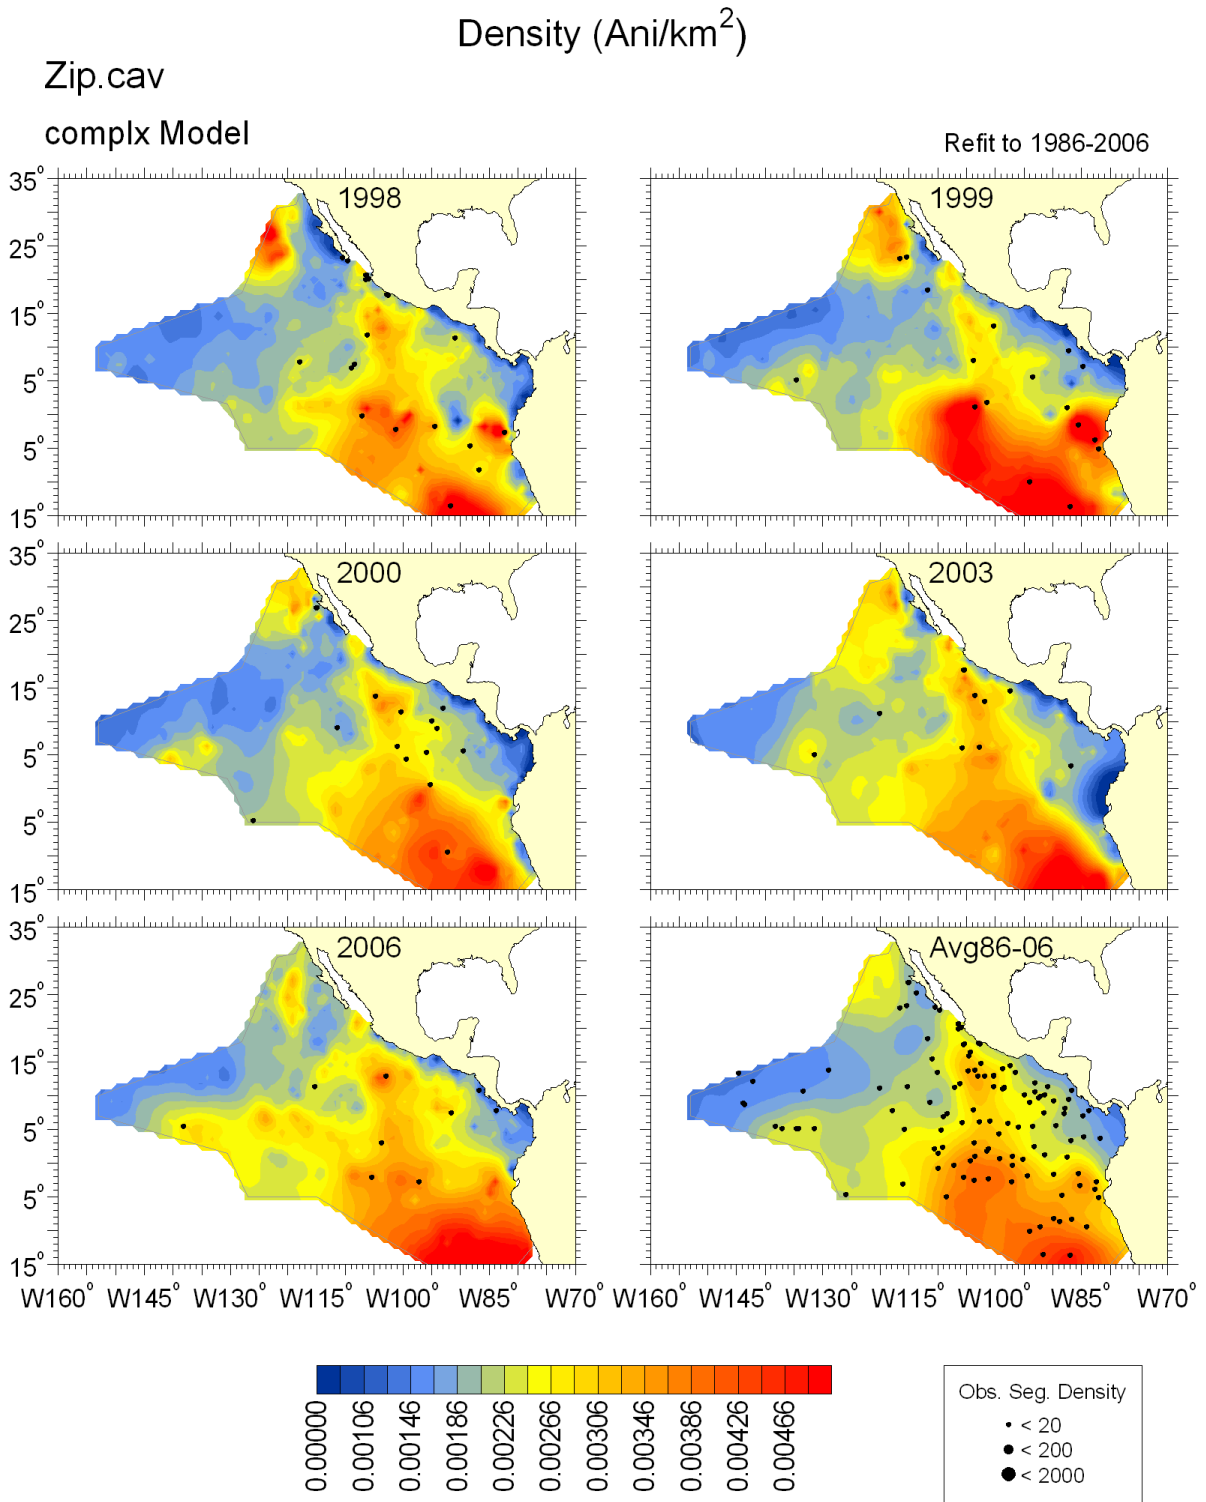 Density (Ani/km²)
Zip.cav
complx Model
Refit to 1986-2006
35° 1998 1999
25°
15°
5°
5°
15°
35° 2000 2003
25°
15°
5°
5°
15°
35° 2006 Avg86-06
25°
15°
5°
5°
15°
W160° W145° W130° W115° W100° W85° W70° W160° W145° W130° W115° W100° W85° W70°
0.00000 0.00106 0.00146 0.00186 0.00226 0.00266 0.00306 0.00346 0.00386 0.00426 0.00466
Obs. Seg. Density
< 20
< 200
< 2000